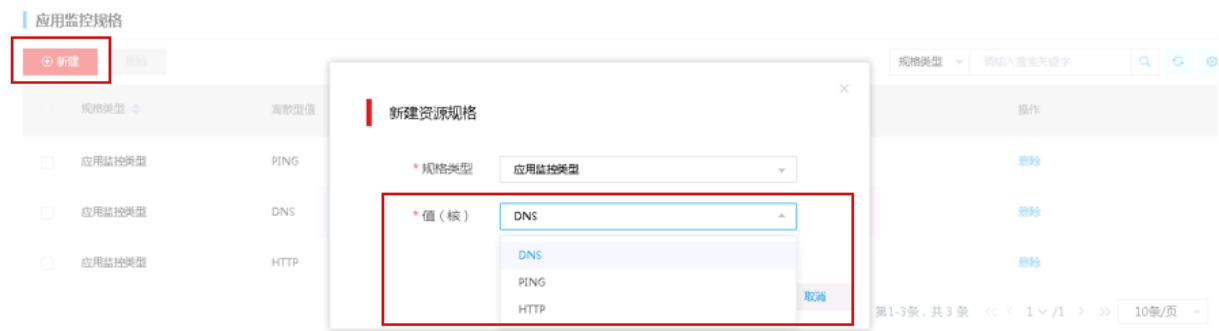 应用监控规格
新建
删除
规格类型
请输入搜索关键字
规格类型
离散型值
操作
新建资源规格
应用监控类型
PING
删除
*规格类型
应用监控类型
应用监控类型
DNS
删除
*值（核）
DNS
DNS
PING
HTTP
应用监控类型
HTTP
删除
取消
第1-3条，共 3 条 << < 1 /1 > >> 10条/页